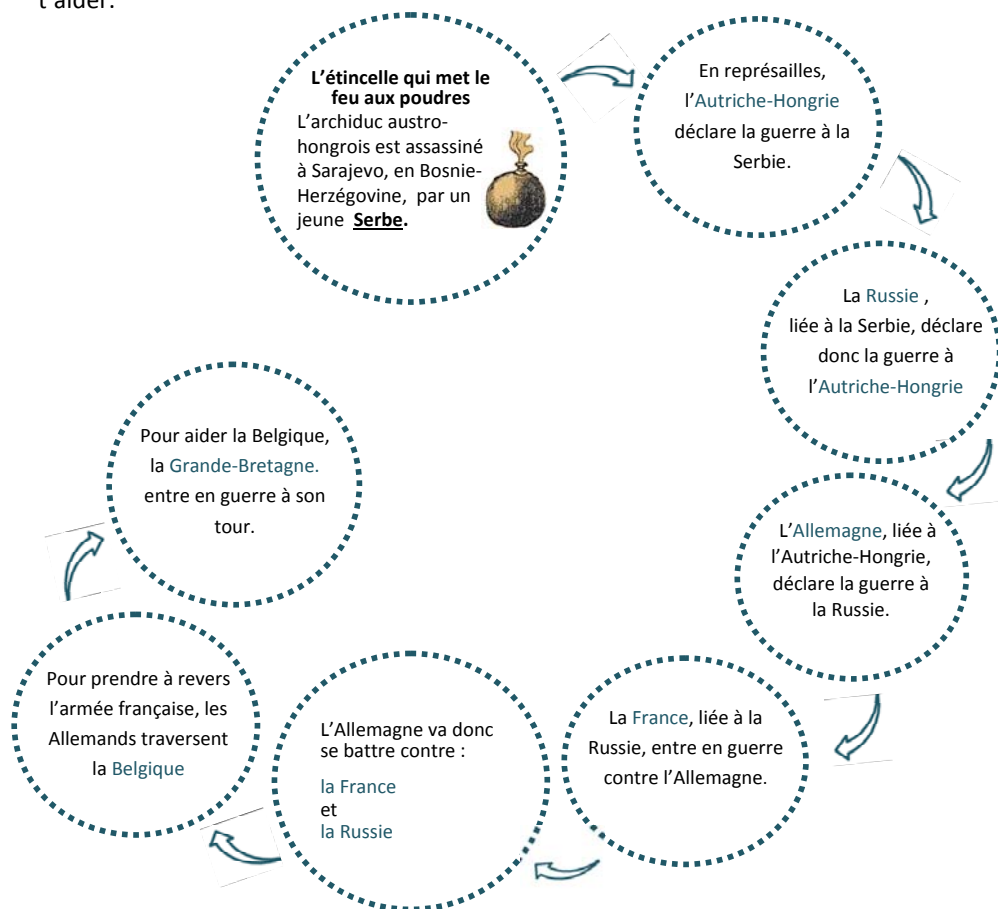 t'aider.
L'étincelle qui met le
feu aux poudres
L'archiduc austro-
hongrois est assassiné
à Sarajevo, en Bosnie-
Herzégovine, par un
jeune Serbe.
En représailles,
l'Autriche-Hongrie
déclare la guerre à la
Serbie.
La Russie ,
liée à la Serbie, déclare
donc la guerre à
l'Autriche-Hongrie
L'Allemagne, liée à
l'Autriche-Hongrie,
déclare la guerre à
la Russie.
La France, liée à la
Russie, entre en guerre
contre l'Allemagne.
L'Allemagne va donc
se battre contre :
la France
et
la Russie
Pour prendre à revers
l'armée française, les
Allemands traversent
la Belgique
Pour aider la Belgique,
la Grande-Bretagne.
entre en guerre à son
tour.